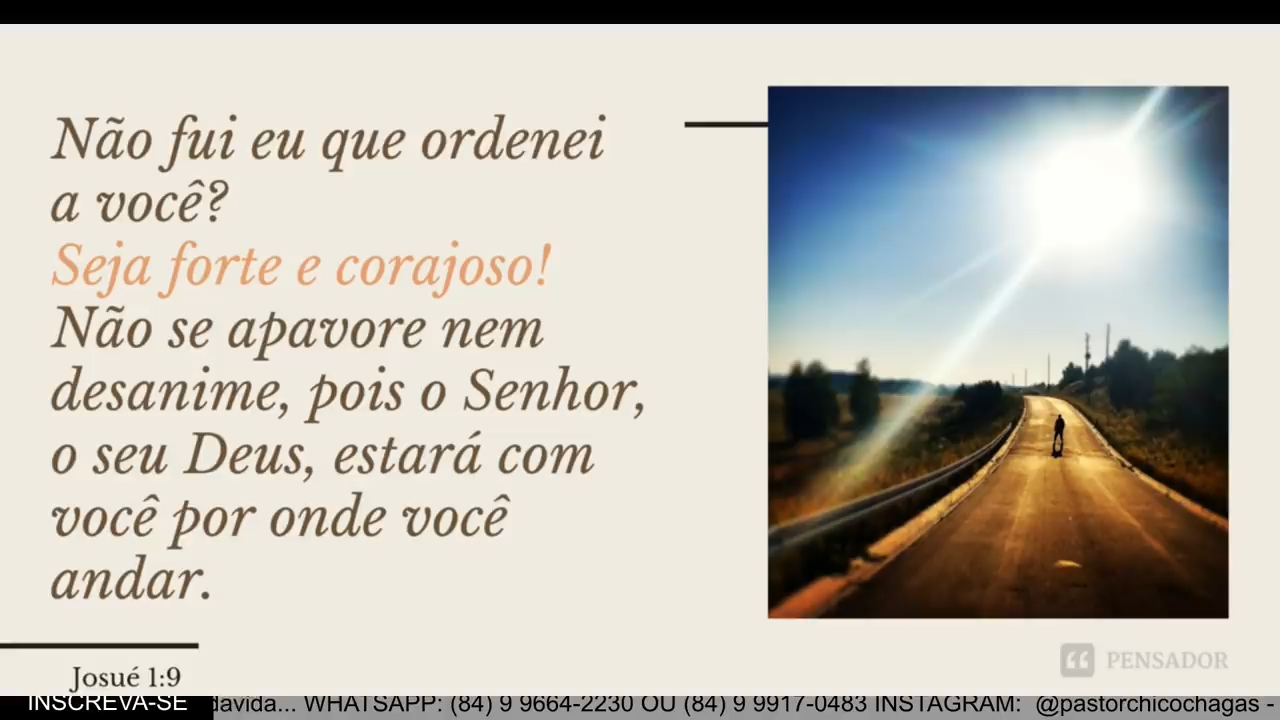 Não fui eu que ordenei
a você?
Seja forte e corajoso!
Não se apavore nem
desanime, pois o Senhor,
o seu Deus, estará com
você por onde você
andar.
Josué 1:9
PENSADOR
INSCREVA-SE davida... WHATSAPP: (84) 9 9664-2230 OU (84) 9 9917-0483 INSTAGRAM: @pastorchicochagas -